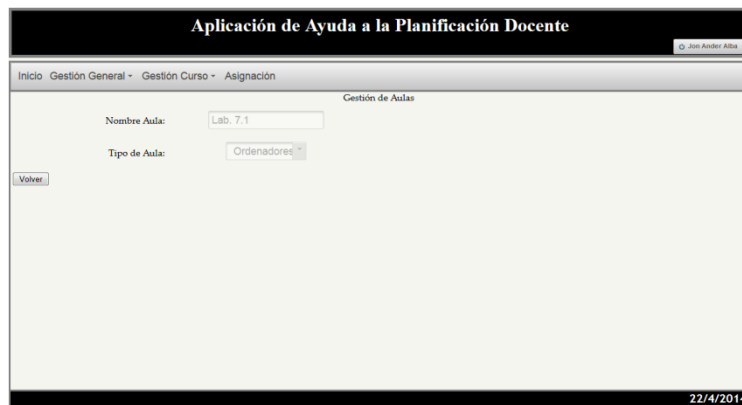 Aplicación de Ayuda a la Planificación Docente
Jon Ander Alba
Inicio Gestión General Gestión Curso Asignación
Gestión de Aulas
Nombre Aula: Lab. 7.1
Tipo de Aula: Ordenadores
Volver
22/4/2014